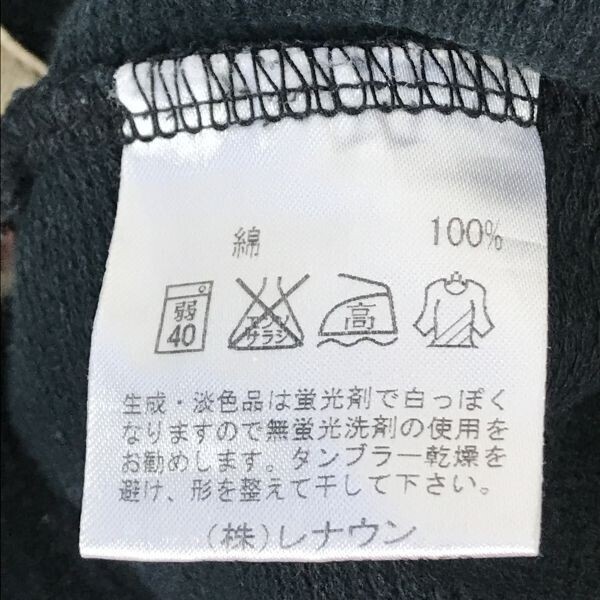 綿 100%
弱 40 エンソ サラシ 高
生成・淡色品は蛍光剤で白っぽく
なりますので無蛍光洗剤の使用を
お勧めします。タンブラー乾燥を
避け、形を整えて干して下さい。
(株)レナウン